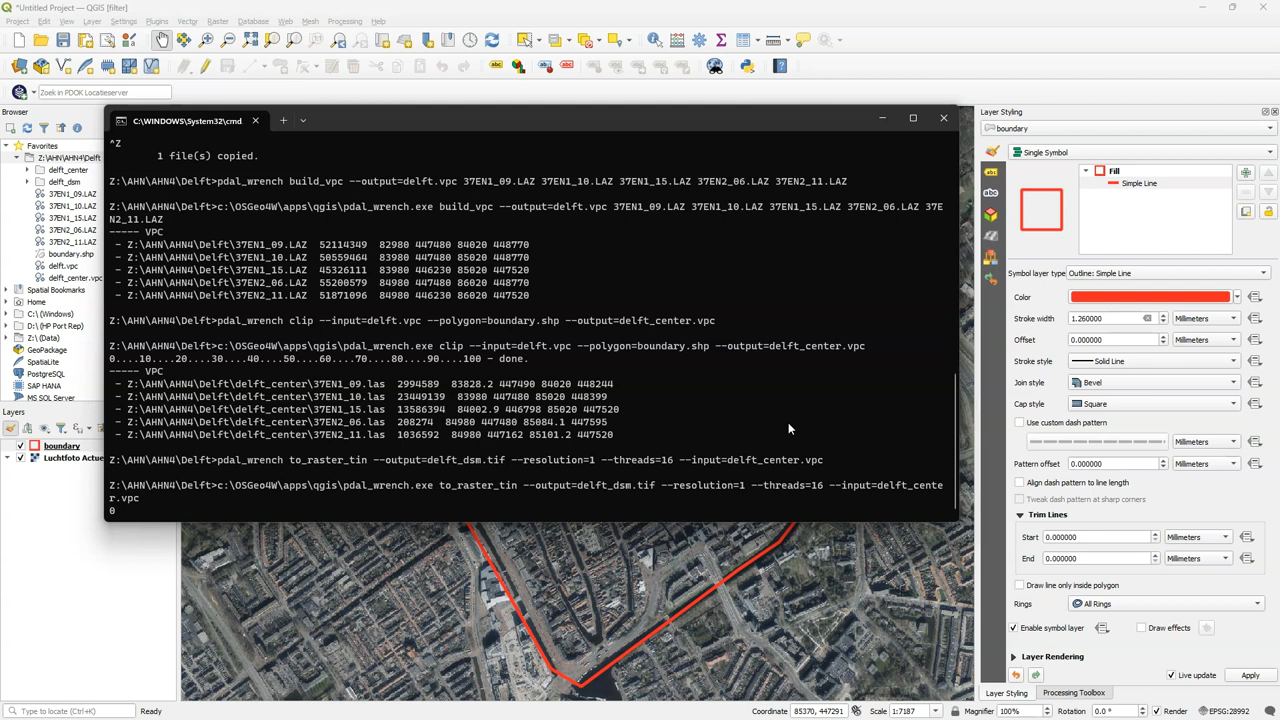 *Untitled Project — QGIS [filter]
Project Edit View Layer Settings Plugins Vector Raster Database Web Mesh Processing Help
Zoek in PDOK Locatieserver
Browser
Favorites
Z:\AHN\AHN4\Delft
delft_center
delft_dsm
37EN1_09.LAZ
37EN1_10.LAZ
37EN1_15.LAZ
37EN2_06.LAZ
37EN2_11.LAZ
boundary.shp
delft.vpc
delft_center.vpc
Spatial Bookmarks
Home
C:\ (Windows)
D:\ (HP Port Rep)
Z:\ (Data)
GeoPackage
SpatiaLite
PostgreSQL
SAP HANA
MS SQL Server
Layers
boundary
Luchtfoto Actue
C:\WINDOWS\System32\cmd
^Z
1 file(s) copied.
Z:\AHN\AHN4\Delft>pdal_wrench build_vpc --output=delft.vpc 37EN1_09.LAZ 37EN1_10.LAZ 37EN1_15.LAZ 37EN2_06.LAZ 37EN2_11.LAZ
Z:\AHN\AHN4\Delft>c:\OSGeo4W\apps\qgis\pdal_wrench.exe build_vpc --output=delft.vpc 37EN1_09.LAZ 37EN1_10.LAZ 37EN1_15.LAZ 37EN2_06.LAZ 37E
N2_11.LAZ
----- VPC
- Z:\AHN\AHN4\Delft\37EN1_09.LAZ 52114349 83980 447480 84020 448770
- Z:\AHN\AHN4\Delft\37EN1_10.LAZ 50559464 83980 447480 85020 448770
- Z:\AHN\AHN4\Delft\37EN1_15.LAZ 45326111 83980 446230 85020 447520
- Z:\AHN\AHN4\Delft\37EN2_06.LAZ 55200579 84980 447480 86020 448770
- Z:\AHN\AHN4\Delft\37EN2_11.LAZ 51871096 84980 446230 86020 447520
Z:\AHN\AHN4\Delft>pdal_wrench clip --input=delft.vpc --polygon=boundary.shp --output=delft_center.vpc
Z:\AHN\AHN4\Delft>c:\OSGeo4W\apps\qgis\pdal_wrench.exe clip --input=delft.vpc --polygon=boundary.shp --output=delft_center.vpc
0....10....20....30....40....50....60....70....80....90....100 - done.
----- VPC
- Z:\AHN\AHN4\Delft\delft_center\37EN1_09.las 2994589 83828.2 447490 84020 448244
- Z:\AHN\AHN4\Delft\delft_center\37EN1_10.las 23449139 83980 447480 85020 448399
- Z:\AHN\AHN4\Delft\delft_center\37EN1_15.las 13586394 84002.9 446798 85020 447520
- Z:\AHN\AHN4\Delft\delft_center\37EN2_06.las 208274 84980 447480 85084.1 447595
- Z:\AHN\AHN4\Delft\delft_center\37EN2_11.las 1036592 84980 447162 85101.2 447520
Z:\AHN\AHN4\Delft>pdal_wrench to_raster_tin --output=delft_dsm.tif --resolution=1 --threads=16 --input=delft_center.vpc
Z:\AHN\AHN4\Delft>c:\OSGeo4W\apps\qgis\pdal_wrench.exe to_raster_tin --output=delft_dsm.tif --resolution=1 --threads=16 --input=delft_cente
r.vpc
0
Layer Styling
boundary
Single Symbol
Fill
Simple Line
Symbol layer type Outline: Simple Line
Color
Stroke width 1.260000 Millimeters
Offset 0.000000 Millimeters
Stroke style Solid Line
Join style Bevel
Cap style Square
Use custom dash pattern
Millimeters
Pattern offset 0.000000 Millimeters
Align dash pattern to line length
Tweak dash pattern at sharp corners
Trim Lines
Start 0.000000 Millimeters
End 0.000000 Millimeters
Draw line only inside polygon
Rings All Rings
Enable symbol layer Draw effects
Layer Rendering
Live update Apply
Layer Styling Processing Toolbox
Type to locate (Ctrl+K) Ready Coordinate 85370, 447291 Scale 1:7187 Magnifier 100% Rotation 0.0 ° Render EPSG:28992